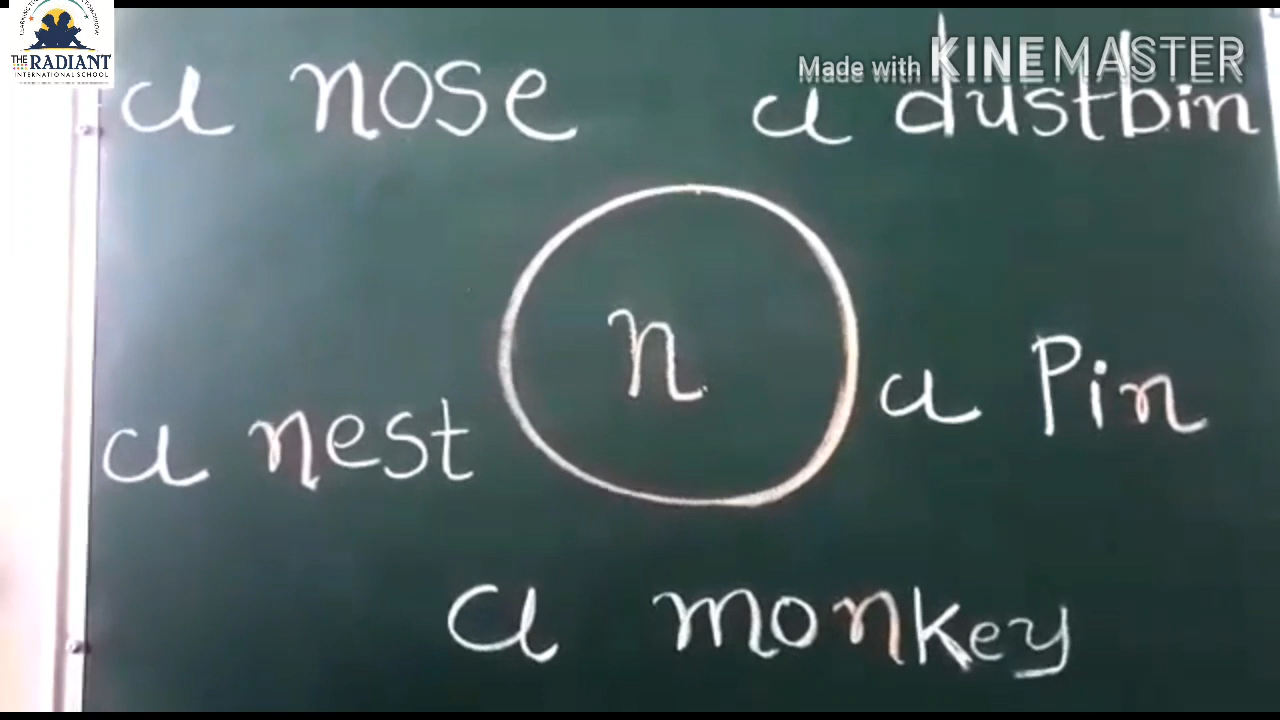 THE RADIANT
INTERNATIONAL SCHOOL
Made with KINEMASTER
a nose
a dustbin
n
a Pin
a nest
a monkey